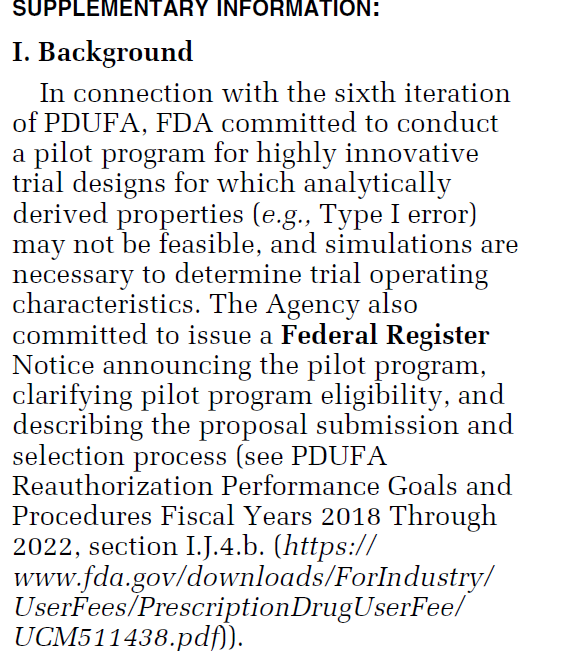 SUPPLEMENTARY INFORMATION:
I. Background
In connection with the sixth iteration
of PDUFA, FDA committed to conduct
a pilot program for highly innovative
trial designs for which analytically
derived properties (e.g., Type I error)
may not be feasible, and simulations are
necessary to determine trial operating
characteristics. The Agency also
committed to issue a Federal Register
Notice announcing the pilot program,
clarifying pilot program eligibility, and
describing the proposal submission and
selection process (see PDUFA
Reauthorization Performance Goals and
Procedures Fiscal Years 2018 Through
2022, section I.J.4.b. (https://
www.fda.gov/downloads/ForIndustry/
UserFees/PrescriptionDrugUserFee/
UCM511438.pdf)).